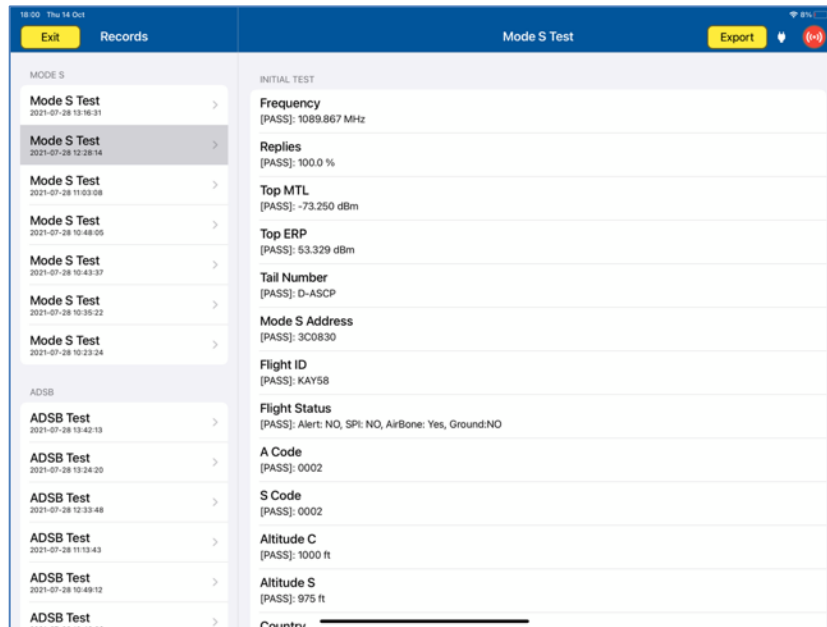 18:00 Thu 14 Oct
8%
Exit
Records
Mode S Test
Export
MODE S
Mode S Test
2021-07-28 13:16:31
Mode S Test
2021-07-28 12:28:14
Mode S Test
2021-07-28 11:03:08
Mode S Test
2021-07-28 10:48:05
Mode S Test
2021-07-28 10:43:37
Mode S Test
2021-07-28 10:35:22
Mode S Test
2021-07-28 10:23:24
ADSB
ADSB Test
2021-07-28 13:42:13
ADSB Test
2021-07-28 13:24:20
ADSB Test
2021-07-28 12:33:48
ADSB Test
2021-07-28 11:13:43
ADSB Test
2021-07-28 10:49:12
ADSB Test
INITIAL TEST
Frequency
[PASS]: 1089.867 MHz
Replies
[PASS]: 100.0 %
Top MTL
[PASS]: -73.250 dBm
Top ERP
[PASS]: 53.329 dBm
Tail Number
[PASS]: D-ASCP
Mode S Address
[PASS]: 3C0830
Flight ID
[PASS]: KAY58
Flight Status
[PASS]: Alert: NO, SPI: NO, AirBone: Yes, Ground:NO
A Code
[PASS]: 0002
S Code
[PASS]: 0002
Altitude C
[PASS]: 1000 ft
Altitude S
[PASS]: 975 ft
Country